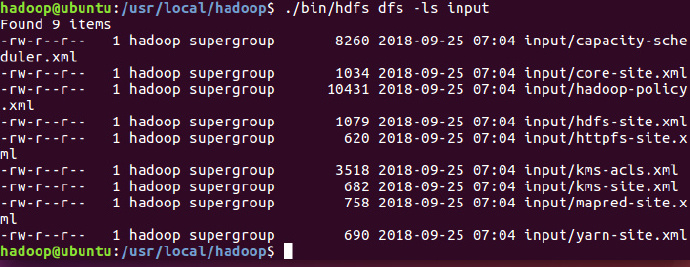 hadoop@ubuntu:/usr/local/hadoop$ ./bin/hdfs dfs -ls input
Found 9 items
-rw-r--r--   1 hadoop supergroup       8260 2018-09-25 07:04 input/capacity-sche
duler.xml
-rw-r--r--   1 hadoop supergroup       1034 2018-09-25 07:04 input/core-site.xml
-rw-r--r--   1 hadoop supergroup      10431 2018-09-25 07:04 input/hadoop-policy
.xml
-rw-r--r--   1 hadoop supergroup       1079 2018-09-25 07:04 input/hdfs-site.xml
-rw-r--r--   1 hadoop supergroup        620 2018-09-25 07:04 input/httpfs-site.x
ml
-rw-r--r--   1 hadoop supergroup       3518 2018-09-25 07:04 input/kms-acls.xml
-rw-r--r--   1 hadoop supergroup        682 2018-09-25 07:04 input/kms-site.xml
-rw-r--r--   1 hadoop supergroup        758 2018-09-25 07:04 input/mapred-site.x
ml
-rw-r--r--   1 hadoop supergroup        690 2018-09-25 07:04 input/yarn-site.xml
hadoop@ubuntu:/usr/local/hadoop$